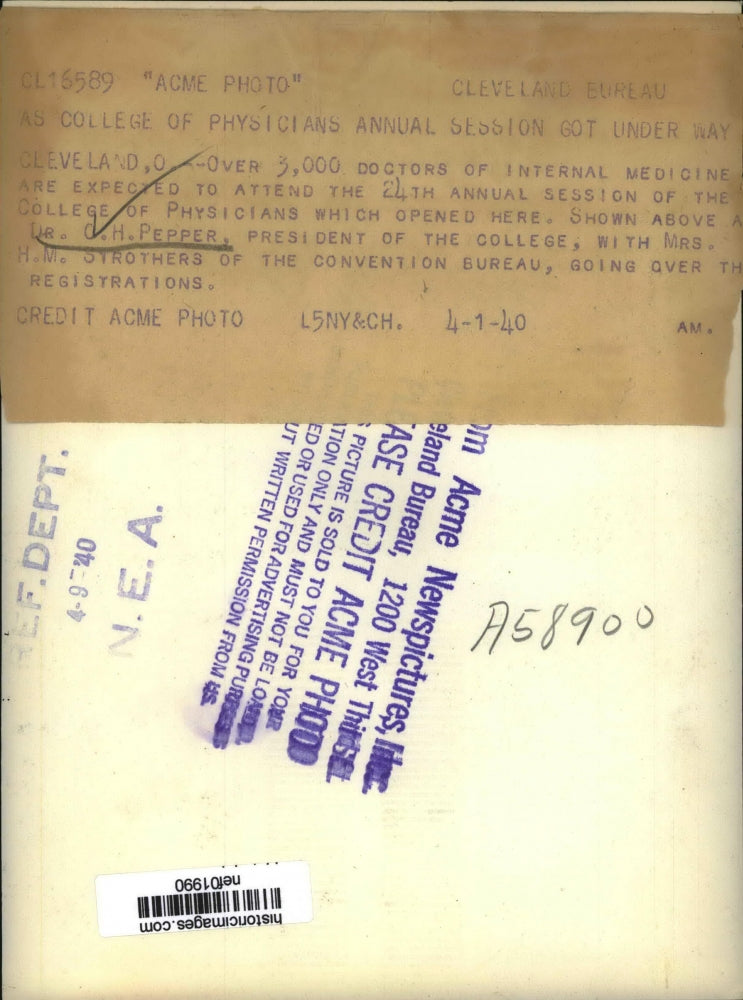 CL16589 "ACME PHOTO" CLEVELAND BUREAU
AS COLLEGE OF PHYSICIANS ANNUAL SESSION GOT UNDER WAY
CLEVELAND,O.--OVER 3,000 DOCTORS OF INTERNAL MEDICINE
ARE EXPECTED TO ATTEND THE 24TH ANNUAL SESSION OF THE
COLLEGE OF PHYSICIANS WHICH OPENED HERE. SHOWN ABOVE A
DR. O.H.PEPPER, PRESIDENT OF THE COLLEGE, WITH MRS.
H.M. STROTHERS OF THE CONVENTION BUREAU, GOING OVER TH
REGISTRATIONS.
CREDIT ACME PHOTO L5NY&CH. 4-1-40 AM.
om Acme Newspictures, Inc.
eland Bureau, 1200 West Third St.
ASE CREDIT ACME PHOTO
PICTURE IS SOLD TO YOU FOR YOUR
TION ONLY AND MUST NOT BE LOANED,
ED OR USED FOR ADVERTISING PURPOSES
UT WRITTEN PERMISSION FROM US.
EF. DEPT.
4-9-'40
N. E. A.
A58900
historicimages.com
nef01990